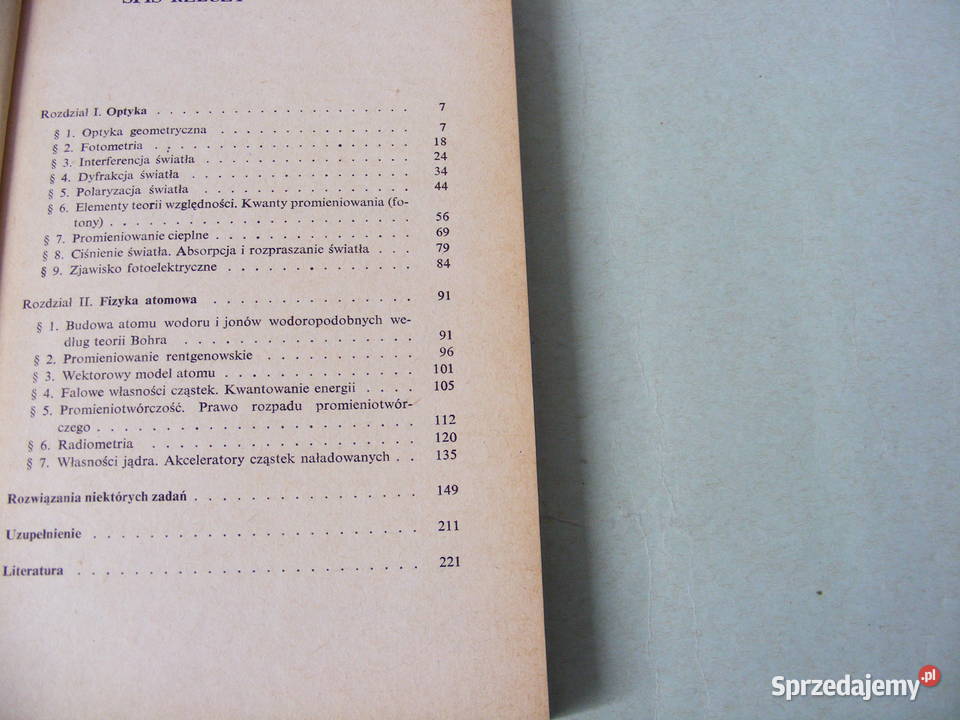 SPIS RZECZY
Rozdział I. Optyka . . . . . . . . . . . . . . . . . . 7
§ 1. Optyka geometryczna . . . . . . . . . . . . . . 7
§ 2. Fotometria . . . . . . . . . . . . . . . . . . 18
§ 3. Interferencja światła . . . . . . . . . . . . . . . 24
§ 4. Dyfrakcja światła . . . . . . . . . . . . . . . . 34
§ 5. Polaryzacja światła . . . . . . . . . . . . . . . . 44
§ 6. Elementy teorii względności. Kwanty promieniowania (fo-
tony) . . . . . . . . . . . . . . . . . . . . . 56
§ 7. Promieniowanie cieplne . . . . . . . . . . . . . . 69
§ 8. Ciśnienie światła. Absorpcja i rozpraszanie światła . . . 79
§ 9. Zjawisko fotoelektryczne . . . . . . . . . . . . . 84
Rozdział II. Fizyka atomowa . . . . . . . . . . . . . . 91
§ 1. Budowa atomu wodoru i jonów wodoropodobnych we-
dług teorii Bohra . . . . . . . . . . . . . . . . 91
§ 2. Promieniowanie rentgenowskie . . . . . . . . . . . 96
§ 3. Wektorowy model atomu . . . . . . . . . . . . . 101
§ 4. Falowe własności cząstek. Kwantowanie energii . . . . 105
§ 5. Promieniotwórczość. Prawo rozpadu promieniotwór-
czego . . . . . . . . . . . . . . . . . . . . . . 112
§ 6. Radiometria . . . . . . . . . . . . . . . . . . . 120
§ 7. Własności jądra. Akceleratory cząstek naładowanych . . 135
Rozwiązania niektórych zadań . . . . . . . . . . . . . . . . 149
Uzupełnienie . . . . . . . . . . . . . . . . . . . . . . . 211
Literatura . . . . . . . . . . . . . . . . . . . . . . . . 221
Sprzedajemy.pl